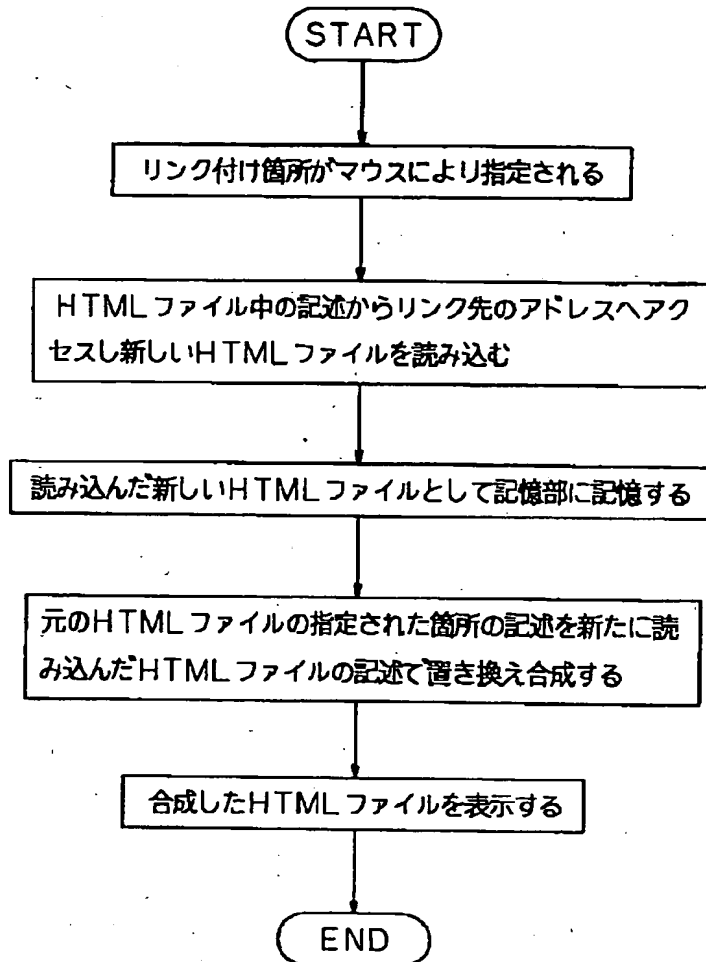 START
リンク付け箇所がマウスにより指定される
HTMLファイル中の記述からリンク先のアドレスへアク
セスし新しいHTMLファイルを読み込む
読み込んだ新しいHTMLファイルとして記憶部に記憶する
元のHTMLファイルの指定された箇所の記述を新たに読
み込んだHTMLファイルの記述で置き換え合成する
合成したHTMLファイルを表示する
END